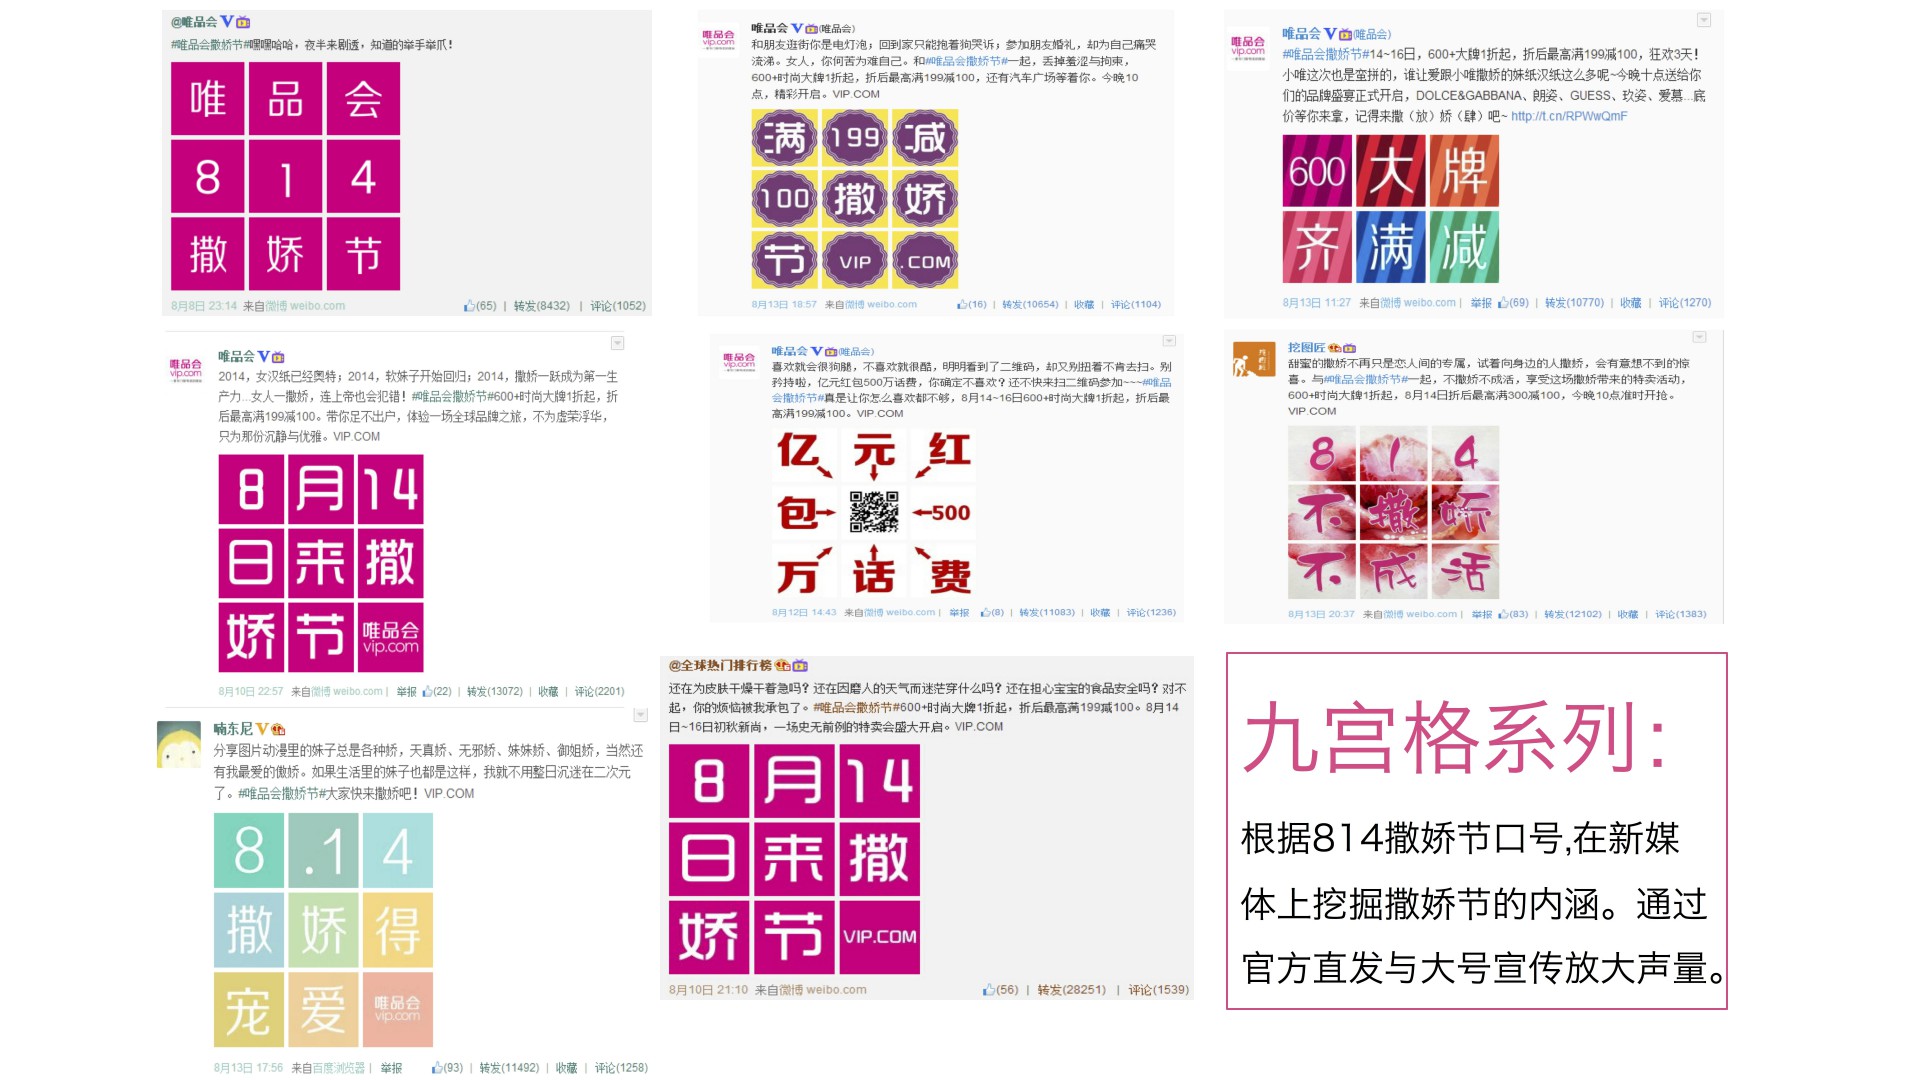 @唯品会
#唯品会撒娇节#嘿嘿哈哈，夜半来剧透，知道的举手举爪！
唯 品 会
8 1 4
撒 娇 节
8月8日 23:14 来自微博 weibo.com (65) | 转发(8432) | 评论(1052)
唯品会
vip.com
唯品会 (唯品会)
和朋友逛街你是电灯泡；回到家只能抱着狗哭诉；参加朋友婚礼，却为自己痛哭
流涕。女人，你何苦为难自己。和#唯品会撒娇节#一起，丢掉羞涩与拘束，
600+时尚大牌1折起，折后最高满199减100，还有汽车广场等着你。今晚10
点，精彩开启。VIP.COM
满 199 减
100 撒 娇
节 VIP .COM
8月13日 18:57 来自微博 weibo.com (16) | 转发(10654) | 收藏 | 评论(1104)
唯品会
vip.com
唯品会 (唯品会)
#唯品会撒娇节#14~16日，600+大牌1折起，折后最高满199减100，狂欢3天！
小唯这次也是蛮拼的，谁让爱跟小唯撒娇的妹纸汉纸这么多呢~今晚十点送给你
们的品牌盛宴正式开启，DOLCE&GABBANA、朗姿、GUESS、玖姿、爱慕...底
价等你来拿，记得来撒（放）娇（肆）吧~ http://t.cn/RPWwQmF
600 大 牌
齐 满 减
8月13日 11:27 来自微博 weibo.com | 举报 (69) | 转发(10770) | 收藏 | 评论(1270)
唯品会
vip.com
唯品会
2014，女汉纸已经奥特；2014，软妹子开始回归；2014，撒娇一跃成为第一生
产力...女人一撒娇，连上帝也会犯错！#唯品会撒娇节#600+时尚大牌1折起，折
后最高满199减100。带你足不出户，体验一场全球品牌之旅，不为虚荣浮华，
只为那份沉静与优雅。VIP.COM
8 月 14
日 来 撒
娇 节 唯品会
vip.com
8月10日 22:57 来自微博 weibo.com | 举报 (22) | 转发(13072) | 收藏 | 评论(2201)
唯品会
vip.com
唯品会 (唯品会)
喜欢就会很狗腿，不喜欢就很酷，明明看到了二维码，却又别扭着不肯去扫。别
矜持啦，亿元红包500万话费，你确定不喜欢？还不快来扫二维码参加~~~#唯品
会撒娇节#真是让你怎么喜欢都不够，8月14~16日600+时尚大牌1折起，折后最
高满199减100。VIP.COM
亿 元 红
包 500
万 话 费
8月12日 14:43 来自微博 weibo.com | 举报 (8) | 转发(11083) | 收藏 | 评论(1236)
挖图匠
甜蜜的撒娇不再只是恋人间的专属，试着向身边的人撒娇，会有意想不到的惊
喜。与#唯品会撒娇节#一起，不撒娇不成活，享受这场撒娇带来的特卖活动，
600+时尚大牌1折起，8月14日折后最高满300减100，今晚10点准时开抢。
VIP.COM
8 1 4
不 撒 娇
不 成 活
8月13日 20:37 来自微博 weibo.com | 举报 (83) | 转发(12102) | 收藏 | 评论(1383)
喃东尼
分享图片动漫里的妹子总是各种娇，天真娇、无邪娇、妹妹娇、御姐娇，当然还
有我最爱的傲娇。如果生活里的妹子也都是这样，我就不用整日沉迷在二次元
了。#唯品会撒娇节#大家快来撒娇吧！VIP.COM
8 .1 4
撒 娇 得
宠 爱 唯品会
vip.com
8月13日 17:56 来自百度浏览器 | 举报 (93) | 转发(11492) | 收藏 | 评论(1258)
@全球热门排行榜
还在为皮肤干燥干着急吗？还在因磨人的天气而迷茫穿什么吗？还在担心宝宝的食品安全吗？对不
起，你的烦恼被我承包了。#唯品会撒娇节#600+时尚大牌1折起，折后最高满199减100。8月14
日~16日初秋新尚，一场史无前例的特卖会盛大开启。VIP.COM
8 月 14
日 来 撒
娇 节 VIP.COM
8月10日 21:10 来自微博 weibo.com (56) | 转发(28251) | 评论(1539)
九宫格系列：
根据814撒娇节口号,在新媒
体上挖掘撒娇节的内涵。通过
官方直发与大号宣传放大声量。